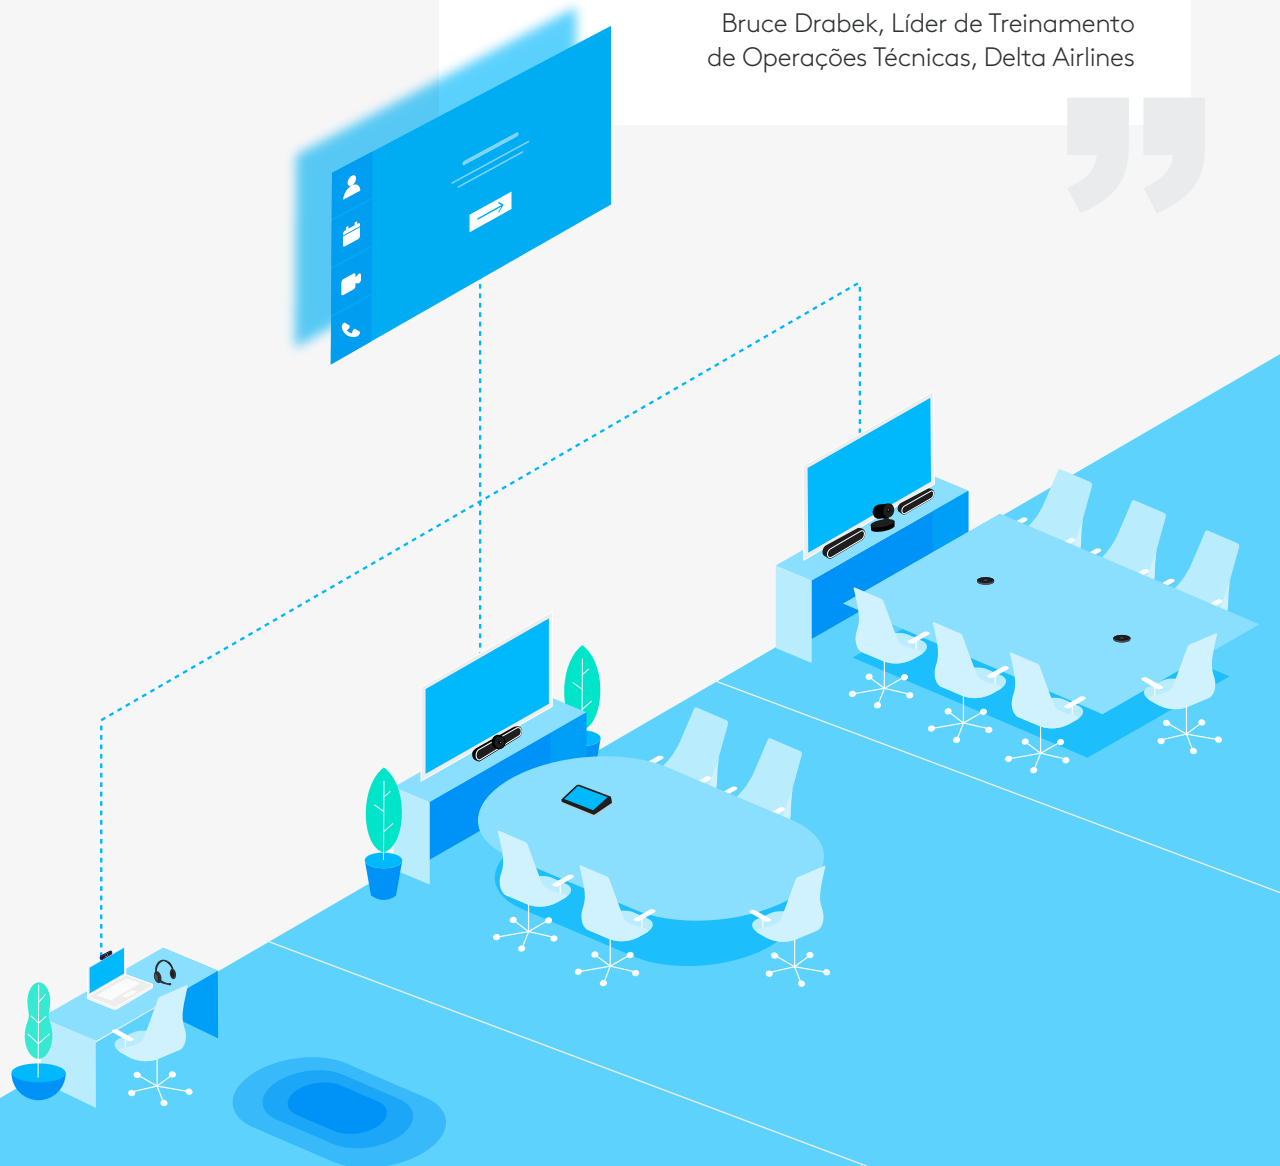 Bruce Drabek, Líder de Treinamento
de Operações Técnicas, Delta Airlines
”